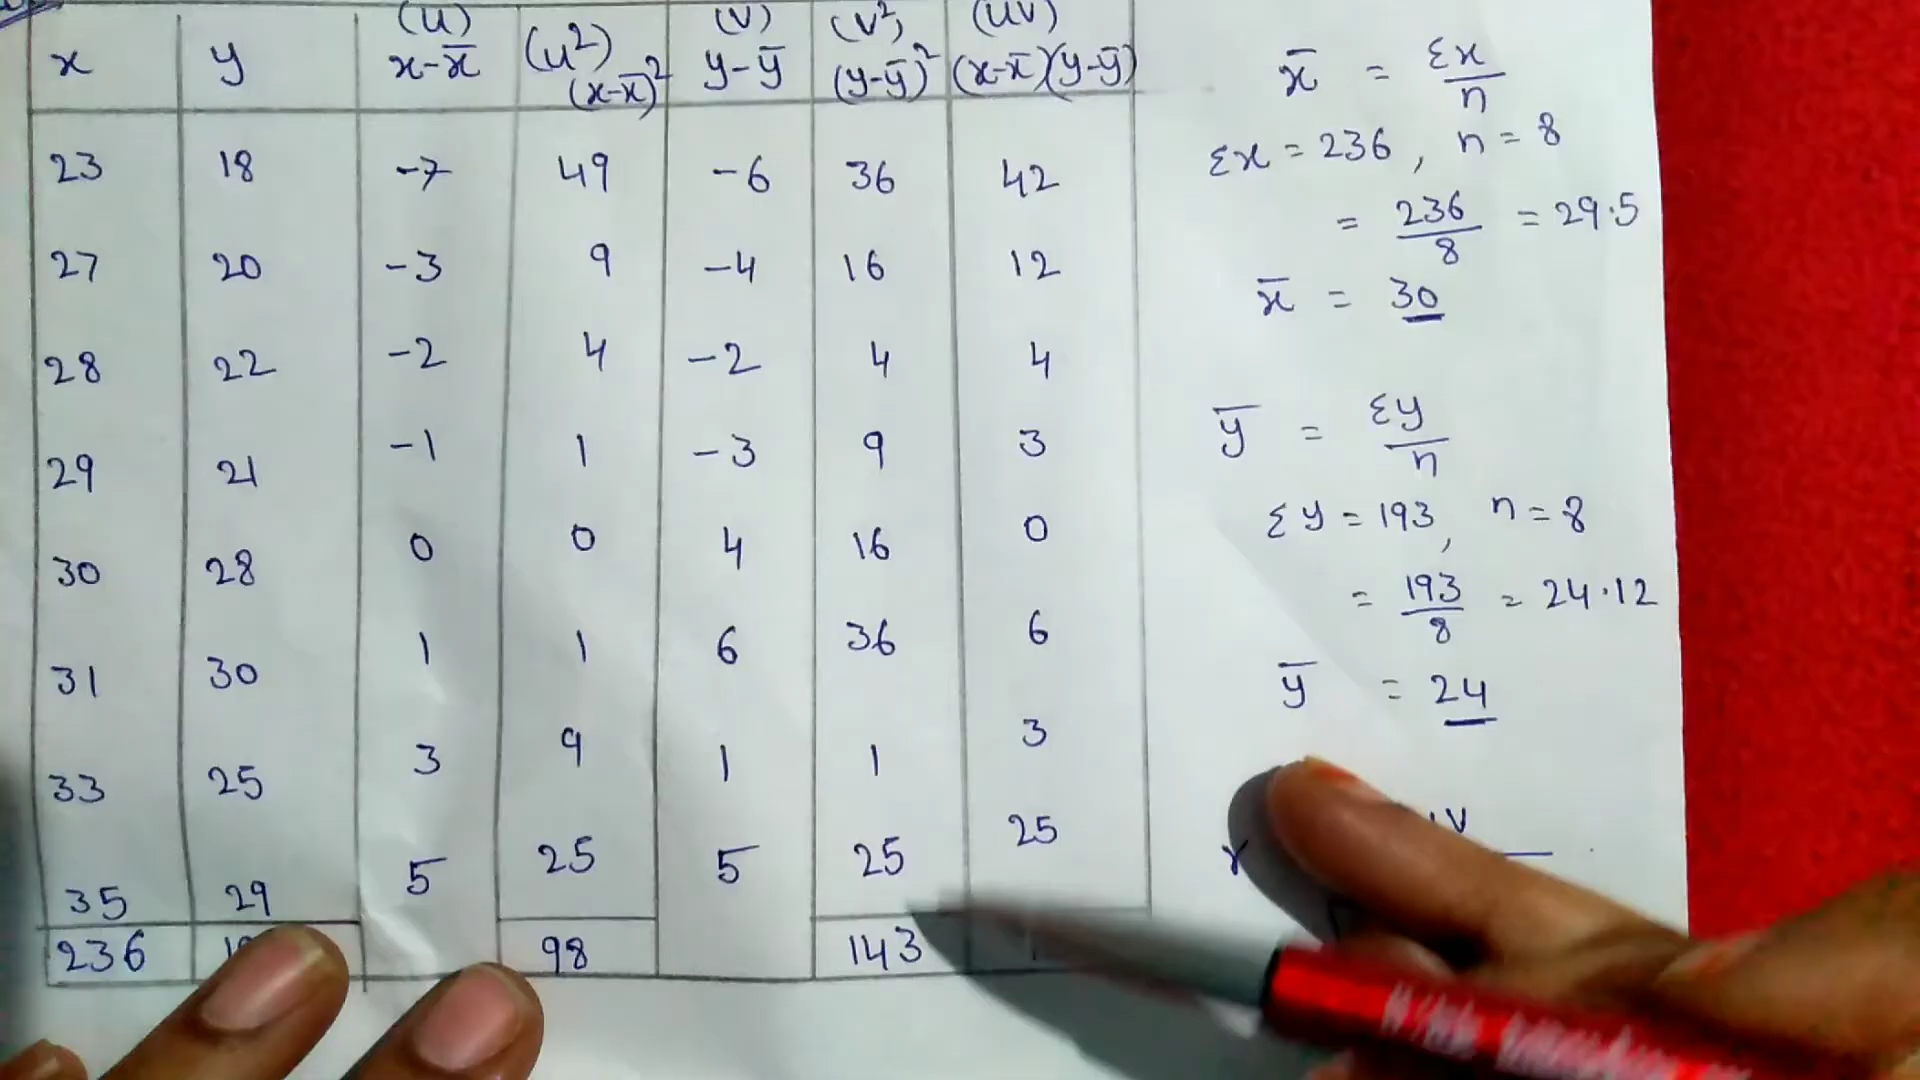 x y (u) x-x̄ (u²) (x-x̄)² (v) y-ȳ (v²) (y-ȳ)² (uv) (x-x̄)(y-ȳ)
23 18 -7 49 -6 36 42
27 20 -3 9 -4 16 12
28 22 -2 4 -2 4 4
29 21 -1 1 -3 9 3
30 28 0 0 4 16 0
31 30 1 1 6 36 6
33 25 3 9 1 1 3
35 29 5 25 5 25 25
236 98 143
x̄ = Σx/n
Σx = 236, n = 8
= 236/8 = 29.5
x̄ = 30
ȳ = Σy/n
Σy = 193, n = 8
= 193/8 = 24.12
ȳ = 24